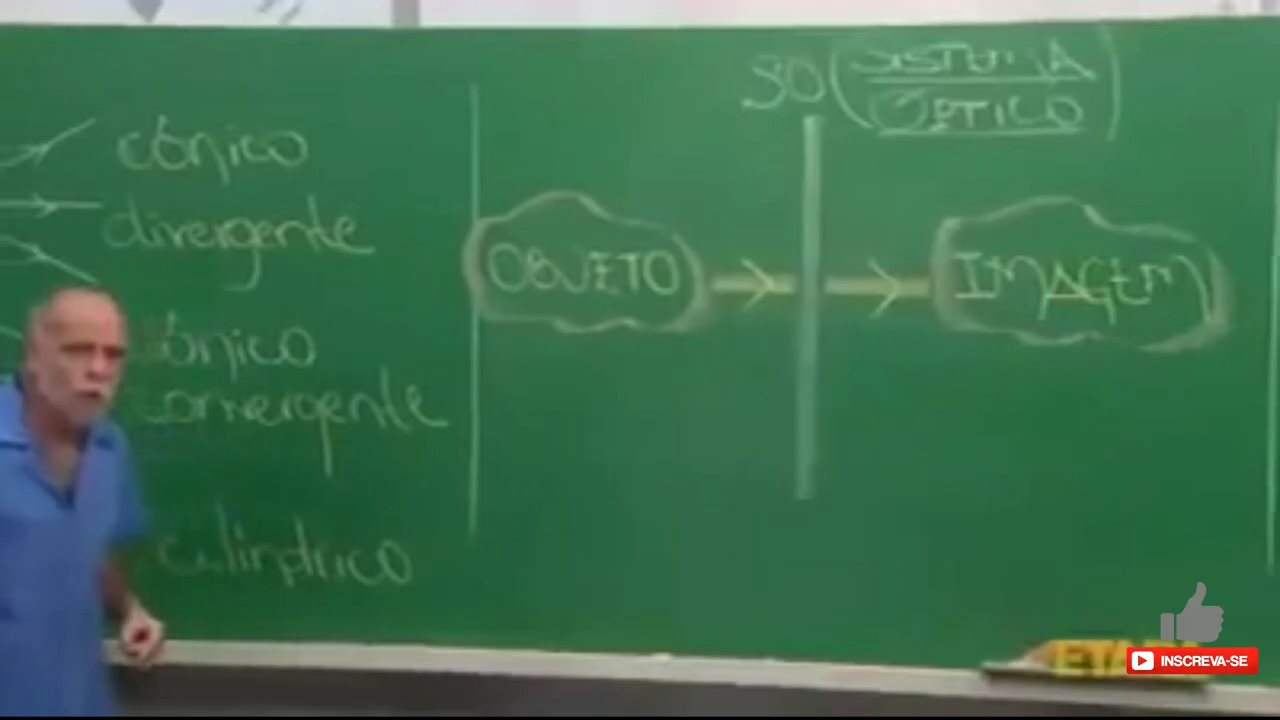 cônico
divergente
cônico
convergente
cilíndrico
SO (SISTEMA
ÓPTICO)
OBJETO
IMAGEM
INSCREVA-SE